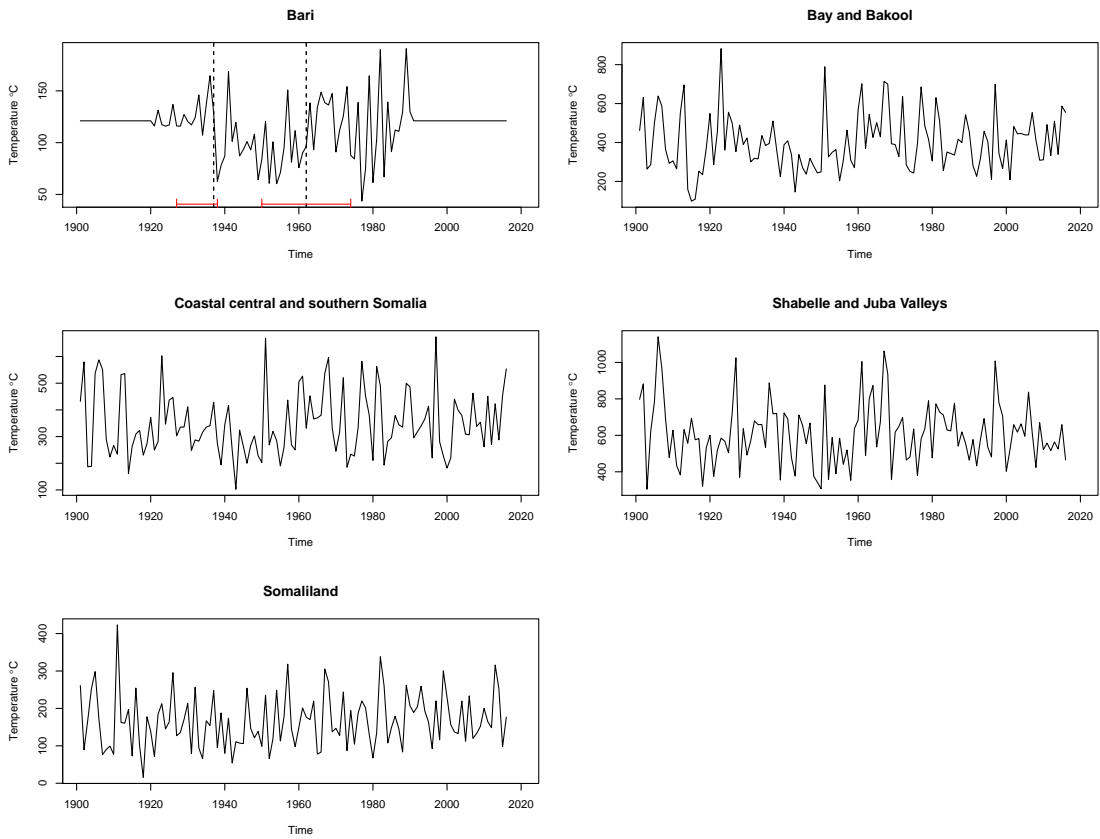 Bari
Temperature °C
50 100 150
1900 1920 1940 1960 1980 2000 2020
Time
Bay and Bakool
Temperature °C
200 400 600 800
1900 1920 1940 1960 1980 2000 2020
Time
Coastal central and southern Somalia
Temperature °C
100 300 500
1900 1920 1940 1960 1980 2000 2020
Time
Shabelle and Juba Valleys
Temperature °C
400 600 800 1000
1900 1920 1940 1960 1980 2000 2020
Time
Somaliland
Temperature °C
0 100 200 300 400
1900 1920 1940 1960 1980 2000 2020
Time